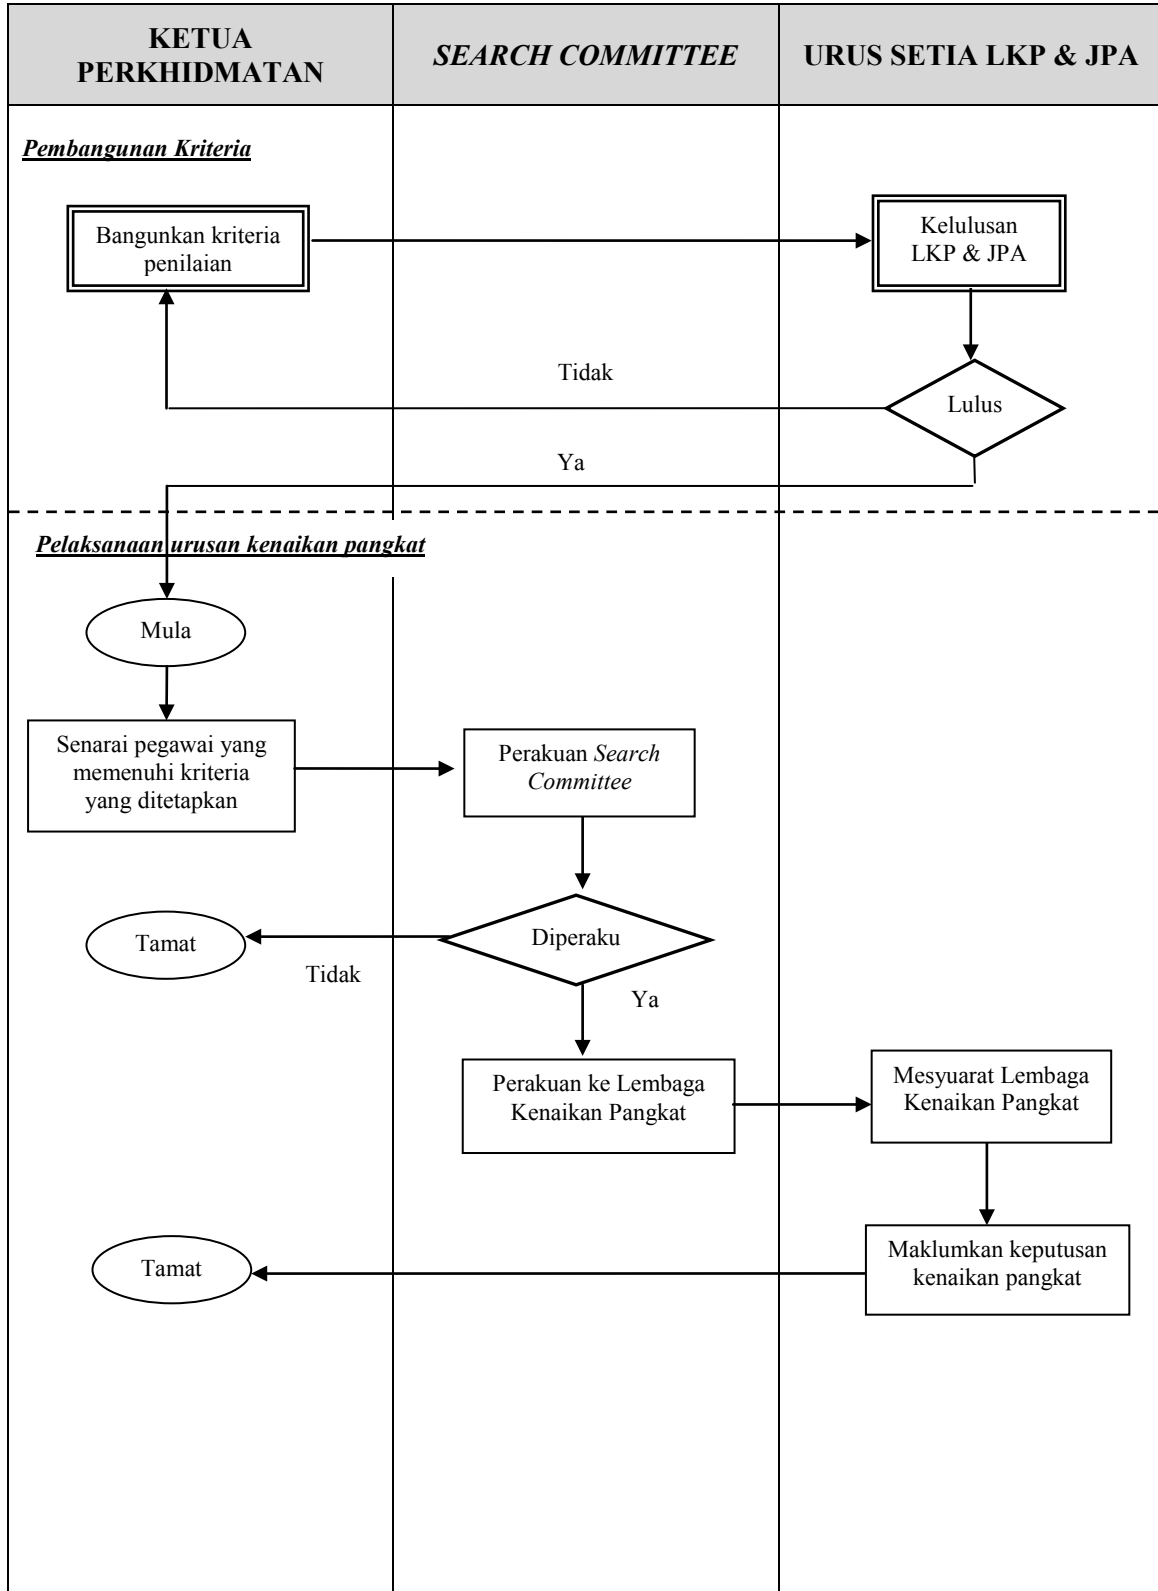 KETUA
PERKHIDMATAN
SEARCH COMMITTEE
URUS SETIA LKP & JPA
Pembangunan Kriteria
Bangunkan kriteria
penilaian
Kelulusan
LKP & JPA
Tidak
Lulus
Ya
Pelaksanaan urusan kenaikan pangkat
Mula
Senarai pegawai yang
memenuhi kriteria
yang ditetapkan
Perakuan Search
Committee
Tamat
Diperaku
Tidak
Ya
Perakuan ke Lembaga
Kenaikan Pangkat
Mesyuarat Lembaga
Kenaikan Pangkat
Maklumkan keputusan
kenaikan pangkat
Tamat